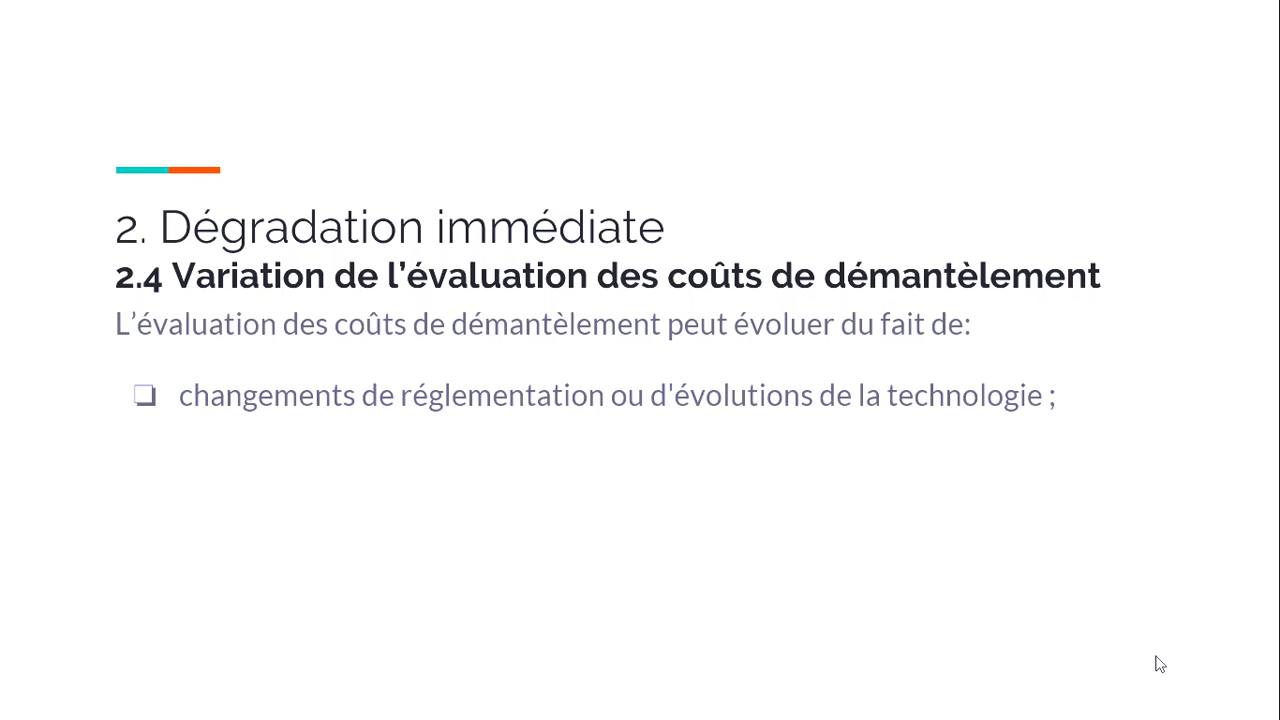 2. Dégradation immédiate
2.4 Variation de l’évaluation des coûts de démantèlement
L’évaluation des coûts de démantèlement peut évoluer du fait de:
❏ changements de réglementation ou d'évolutions de la technologie ;